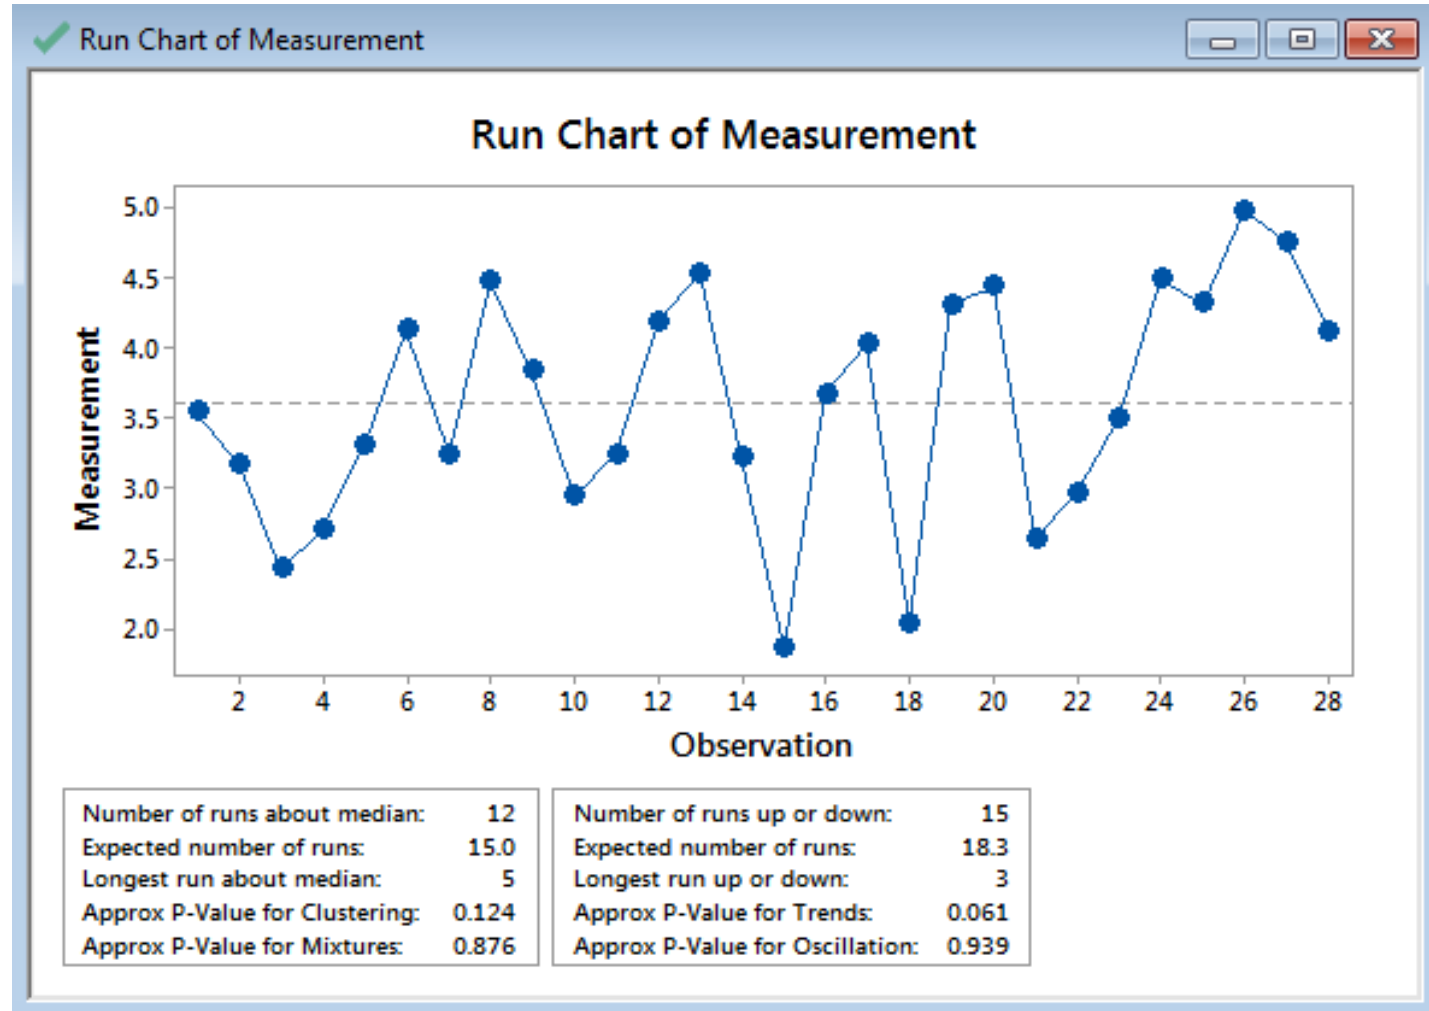 Run Chart of Measurement
Run Chart of Measurement
Measurement
5.0
4.5
4.0
3.5
3.0
2.5
2.0
2 4 6 8 10 12 14 16 18 20 22 24 26 28
Observation
Number of runs about median: 12
Expected number of runs: 15.0
Longest run about median: 5
Approx P-Value for Clustering: 0.124
Approx P-Value for Mixtures: 0.876
Number of runs up or down: 15
Expected number of runs: 18.3
Longest run up or down: 3
Approx P-Value for Trends: 0.061
Approx P-Value for Oscillation: 0.939